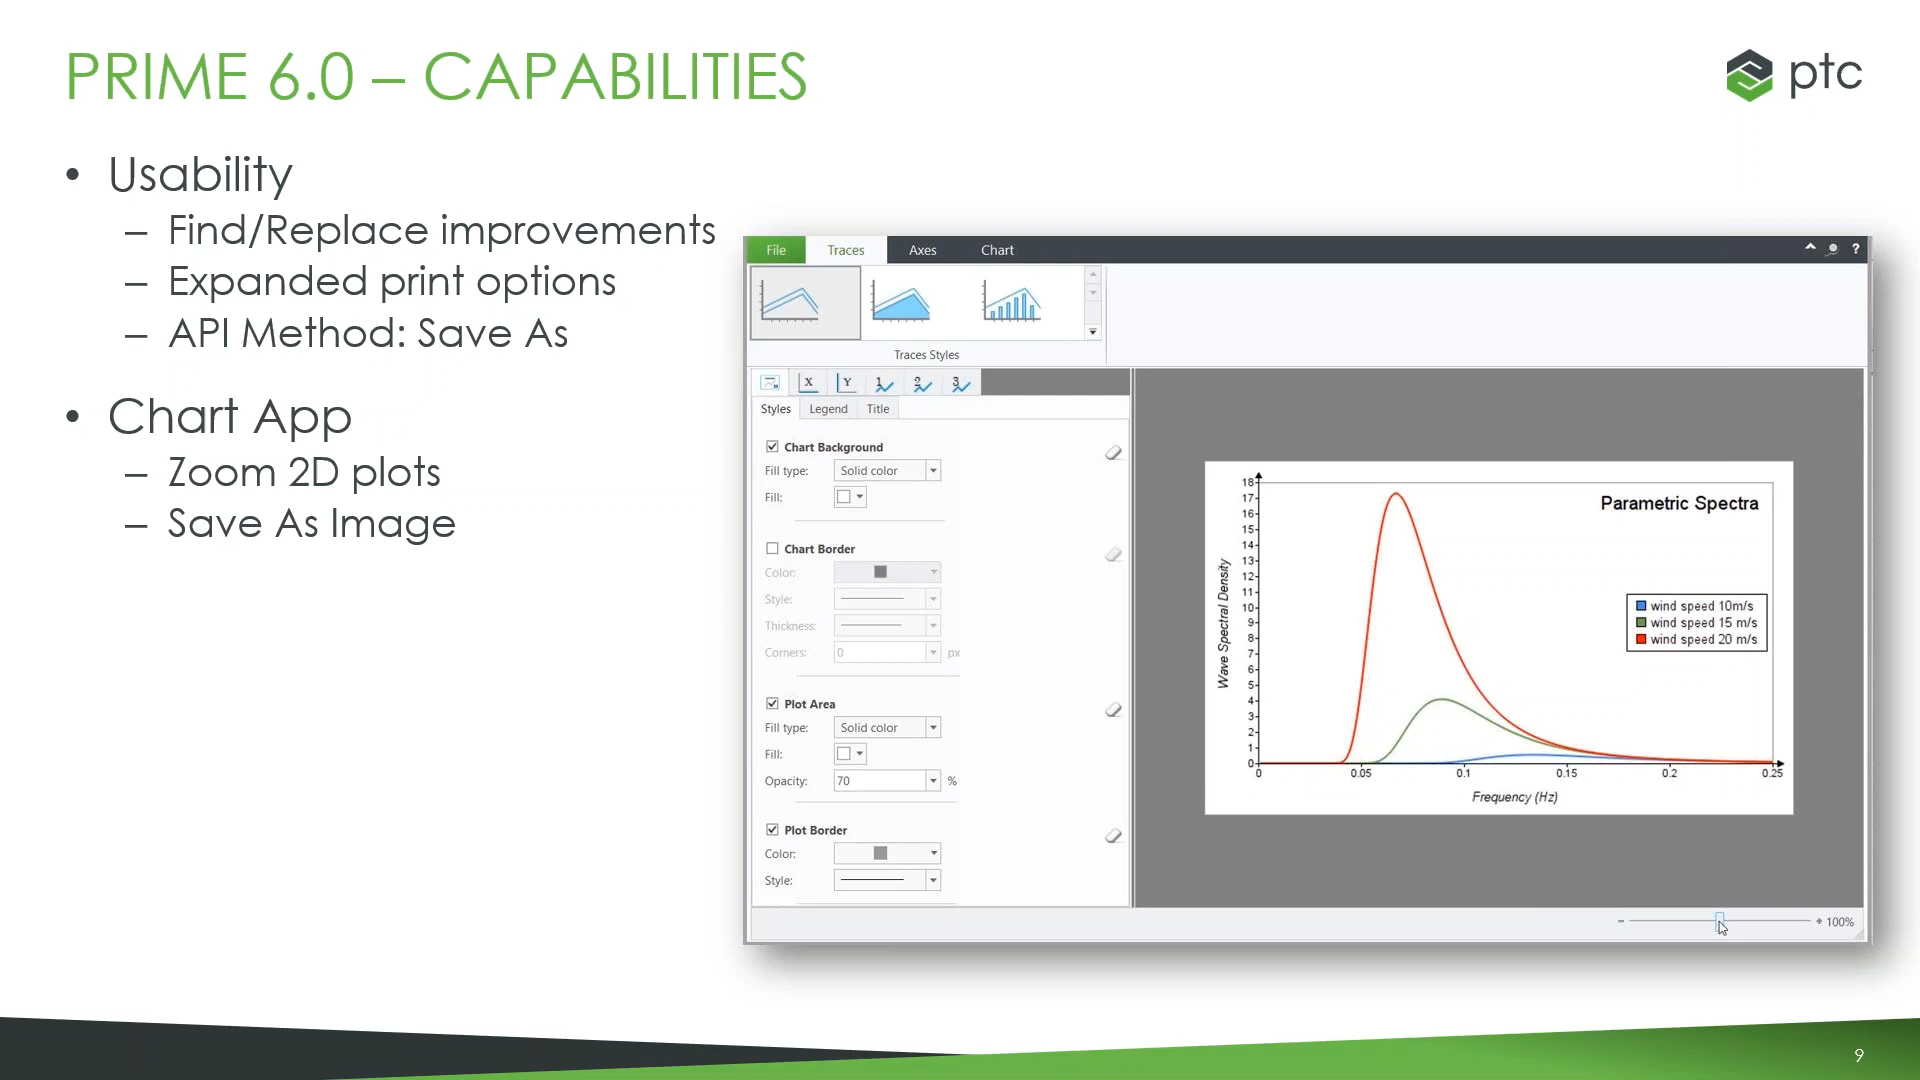 PRIME 6.0 – CAPABILITIES
ptc
• Usability
– Find/Replace improvements
– Expanded print options
– API Method: Save As
• Chart App
– Zoom 2D plots
– Save As Image
File Traces Axes Chart ?
Traces Styles
X Y 1 2 3
Styles Legend Title
Chart Background
Fill type: Solid color
Fill:
Chart Border
Color:
Style:
Thickness:
Corners: 0 px
Plot Area
Fill type: Solid color
Fill:
Opacity: 70 %
Plot Border
Color:
Style:
Parametric Spectra
18
17
16
15
14
13
12
11
10
9
8
7
6
5
4
3
2
1
0
Wave Spectral Density
wind speed 10m/s
wind speed 15 m/s
wind speed 20 m/s
0 0.05 0.1 0.15 0.2 0.25
Frequency (Hz)
- + 100%
9